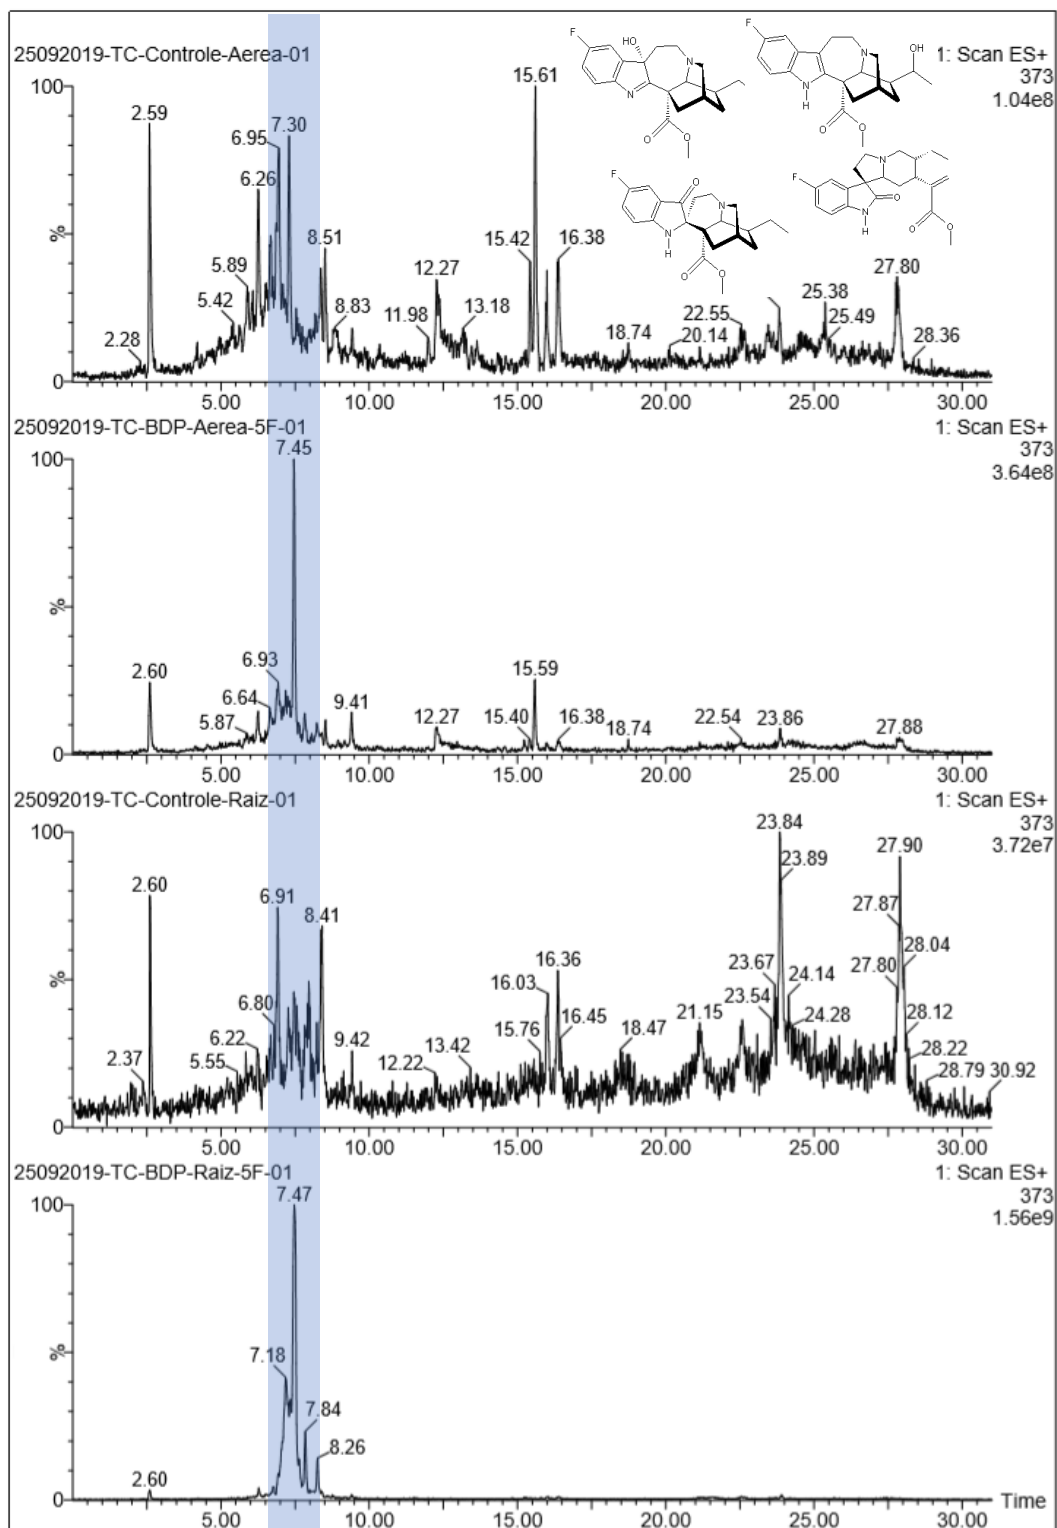 25092019-TC-Controle-Aerea-01
1: Scan ES+
373
1.04e8
100
%
0
2.28
2.59
5.42
5.89
6.26
6.95
7.30
8.51
8.83
11.98
12.27
13.18
15.42
15.61
16.38
18.74
20.14
22.55
25.38
25.49
27.80
28.36
F
HO
N
N
O
O
F
N
N
H
OH
O
O
F
O
N
N
H
O
O
F
N
O
N
H
O
O
5.00 10.00 15.00 20.00 25.00 30.00
25092019-TC-BDP-Aerea-5F-01
1: Scan ES+
373
3.64e8
100
%
0
2.60
5.87
6.64
6.93
7.45
9.41
12.27
15.40
15.59
16.38
18.74
22.54
23.86
27.88
5.00 10.00 15.00 20.00 25.00 30.00
25092019-TC-Controle-Raiz-01
1: Scan ES+
373
3.72e7
100
%
0
2.37
2.60
5.55
6.22
6.80
6.91
8.41
9.42
12.22
13.42
15.76
16.03
16.36
16.45
18.47
21.15
23.54
23.67
23.84
23.89
24.14
24.28
27.80
27.87
27.90
28.04
28.12
28.22
28.79
30.92
5.00 10.00 15.00 20.00 25.00 30.00
25092019-TC-BDP-Raiz-5F-01
1: Scan ES+
373
1.56e9
100
%
0
2.60
7.18
7.47
7.84
8.26
Time
5.00 10.00 15.00 20.00 25.00 30.00